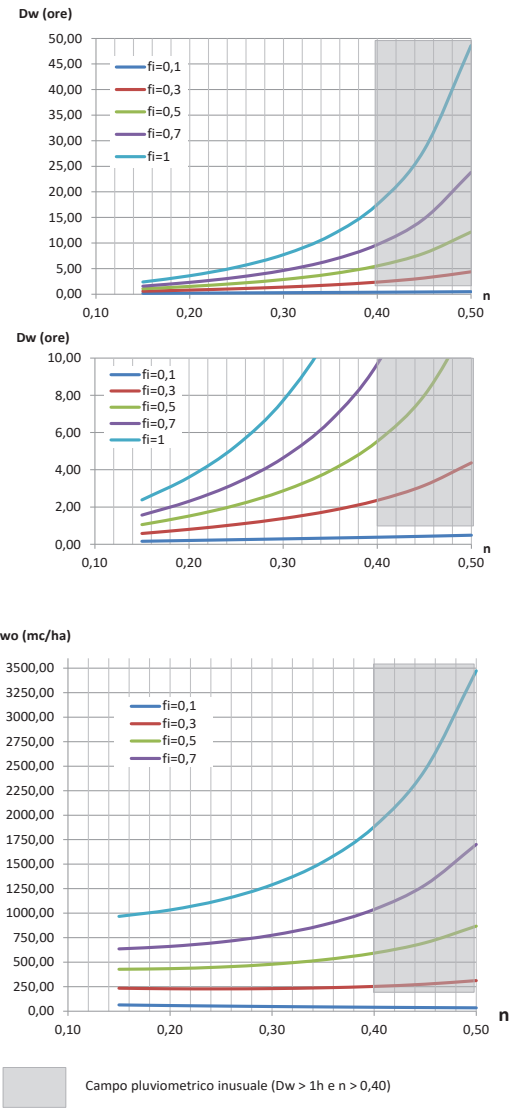 Dw (ore)
50,00
45,00
40,00
35,00
30,00
25,00
20,00
15,00
10,00
5,00
0,00
fi=0,1
fi=0,3
fi=0,5
fi=0,7
fi=1
0,10 0,20 0,30 0,40 0,50
n
Dw (ore)
10,00
8,00
6,00
4,00
2,00
0,00
fi=0,1
fi=0,3
fi=0,5
fi=0,7
fi=1
0,10 0,20 0,30 0,40 0,50
n
wo (mc/ha)
3500,00
3250,00
3000,00
2750,00
2500,00
2250,00
2000,00
1750,00
1500,00
1250,00
1000,00
750,00
500,00
250,00
0,00
fi=0,1
fi=0,3
fi=0,5
fi=0,7
0,10 0,20 0,30 0,40 0,50
n
Campo pluviometrico inusuale (Dw > 1h e n > 0,40)